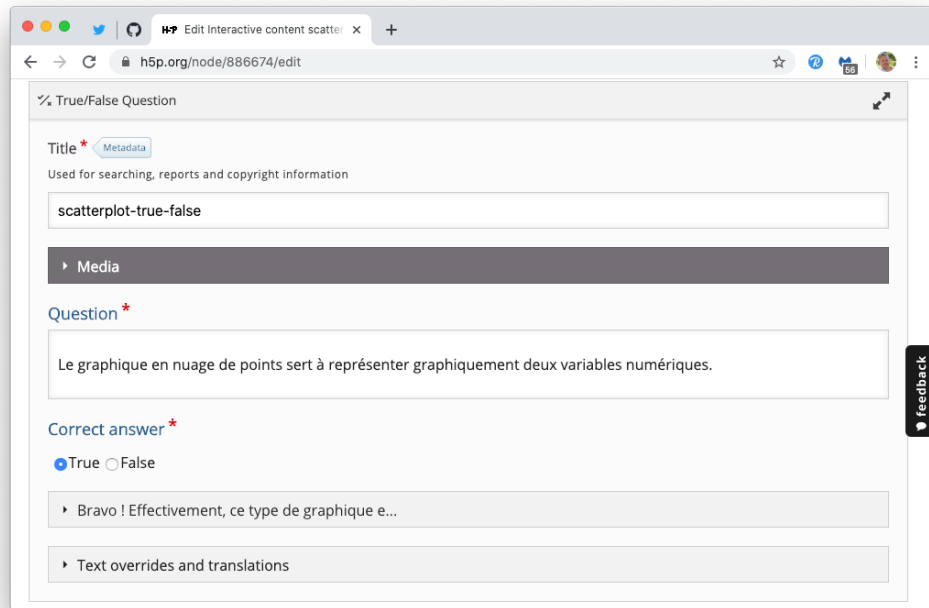 H-P Edit Interactive content scatter
h5p.org/node/886674/edit
56
True/False Question
Title * Metadata
Used for searching, reports and copyright information
scatterplot-true-false
Media
Question *
Le graphique en nuage de points sert à représenter graphiquement deux variables numériques.
feedback
Correct answer *
True False
Bravo ! Effectivement, ce type de graphique e...
Text overrides and translations